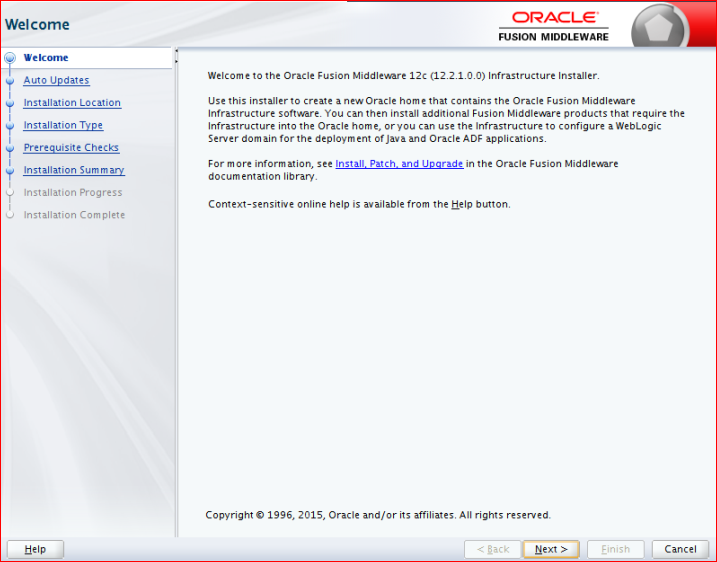 Welcome
ORACLE
FUSION MIDDLEWARE
Welcome
Auto Updates
Installation Location
Installation Type
Prerequisite Checks
Installation Summary
Installation Progress
Installation Complete
Welcome to the Oracle Fusion Middleware 12c (12.2.1.0.0) Infrastructure Installer.
Use this installer to create a new Oracle home that contains the Oracle Fusion Middleware
Infrastructure software. You can then install additional Fusion Middleware products that require the
Infrastructure into the Oracle home, or you can use the Infrastructure to configure a WebLogic
Server domain for the deployment of Java and Oracle ADF applications.
For more information, see Install, Patch, and Upgrade in the Oracle Fusion Middleware
documentation library.
Context-sensitive online help is available from the Help button.
Copyright © 1996, 2015, Oracle and/or its affiliates. All rights reserved.
Help
< Back
Next >
Finish
Cancel